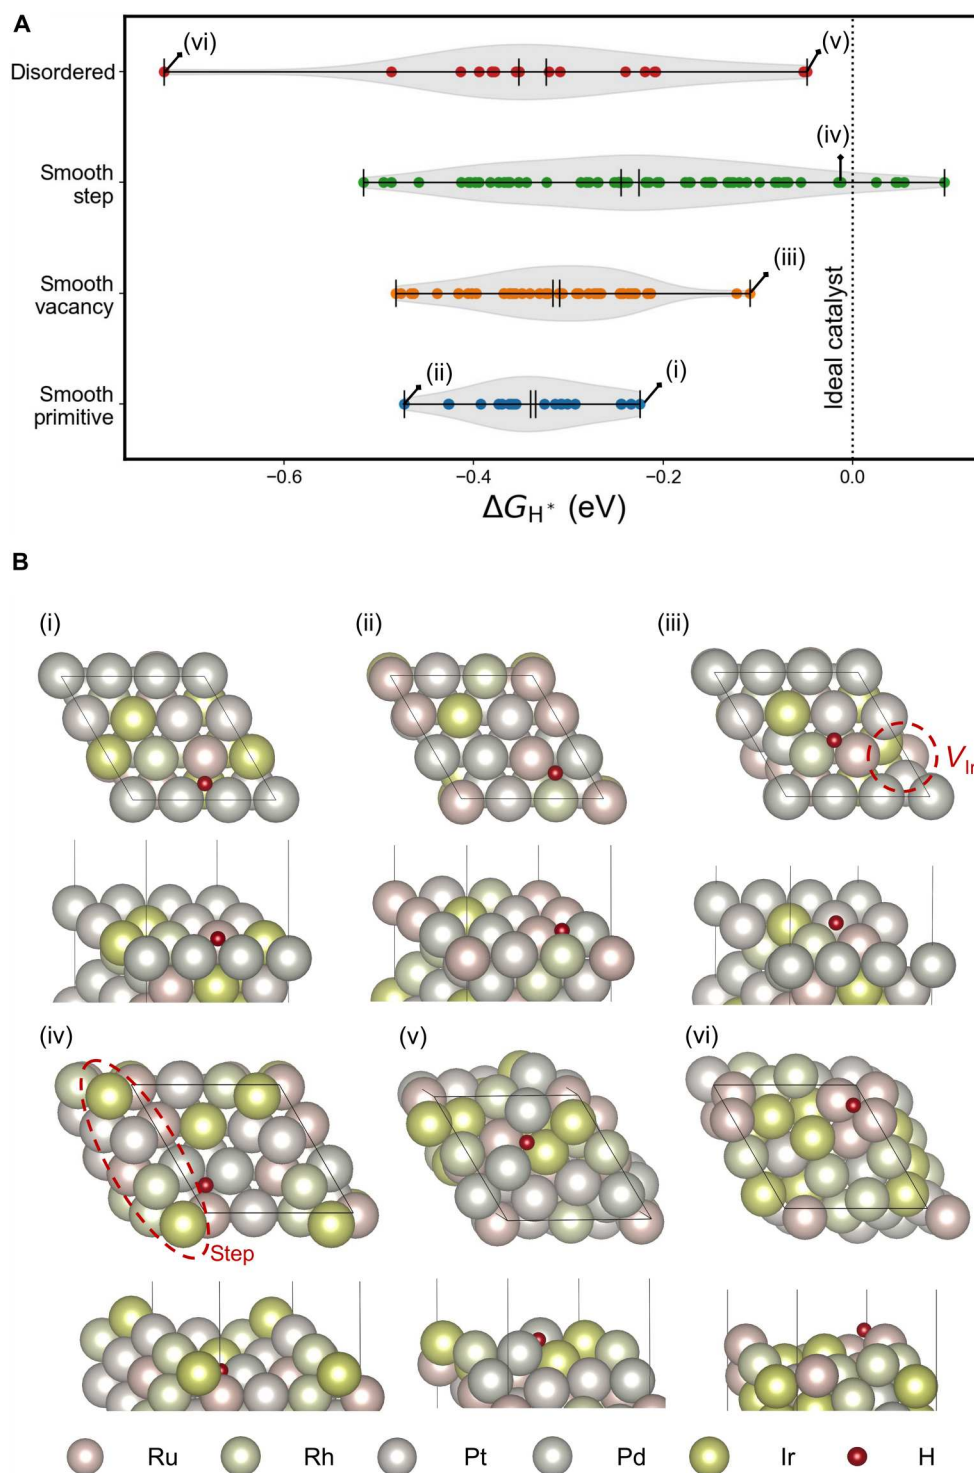 A
(vi)
(v)
Disordered
(iv)
Smooth
step
(iii)
Smooth
vacancy
Ideal catalyst
(ii)
(i)
Smooth
primitive
−0.6
−0.4
−0.2
0.0
ΔG_H* (eV)
B
(i)
(ii)
(iii)
V_Ir
(iv)
(v)
(vi)
Step
Ru
Rh
Pt
Pd
Ir
H